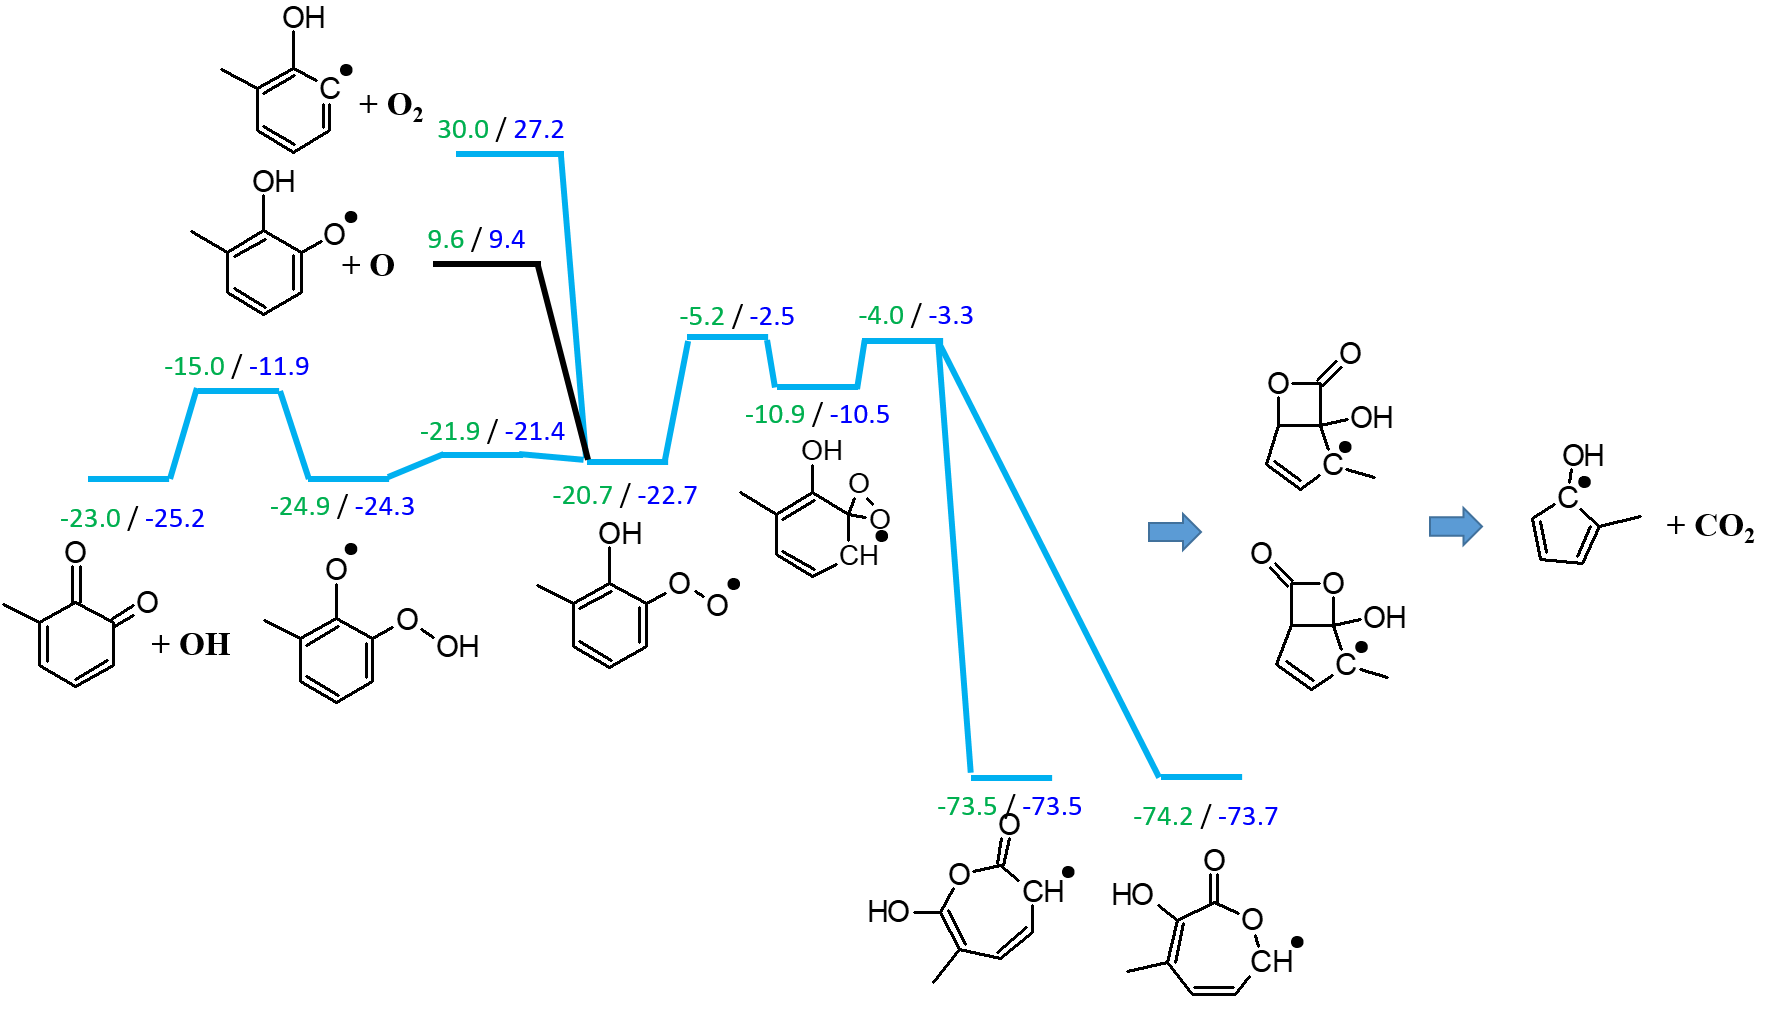 OH
C•
+ O2
30.0 / 27.2
OH
O•
+ O
9.6 / 9.4
-5.2 / -2.5
-4.0 / -3.3
-15.0 / -11.9
-21.9 / -21.4
-10.9 / -10.5
-23.0 / -25.2
-24.9 / -24.3
-20.7 / -22.7
O
O
+ OH
O•
O
OH
OH
O
O•
OH
O
O
CH•
-73.5 / -73.5
O
O
CH•
HO
-74.2 / -73.7
O
HO
O
CH•
O
O
OH
C•
O
O
OH
C•
OH
C•
+ CO2